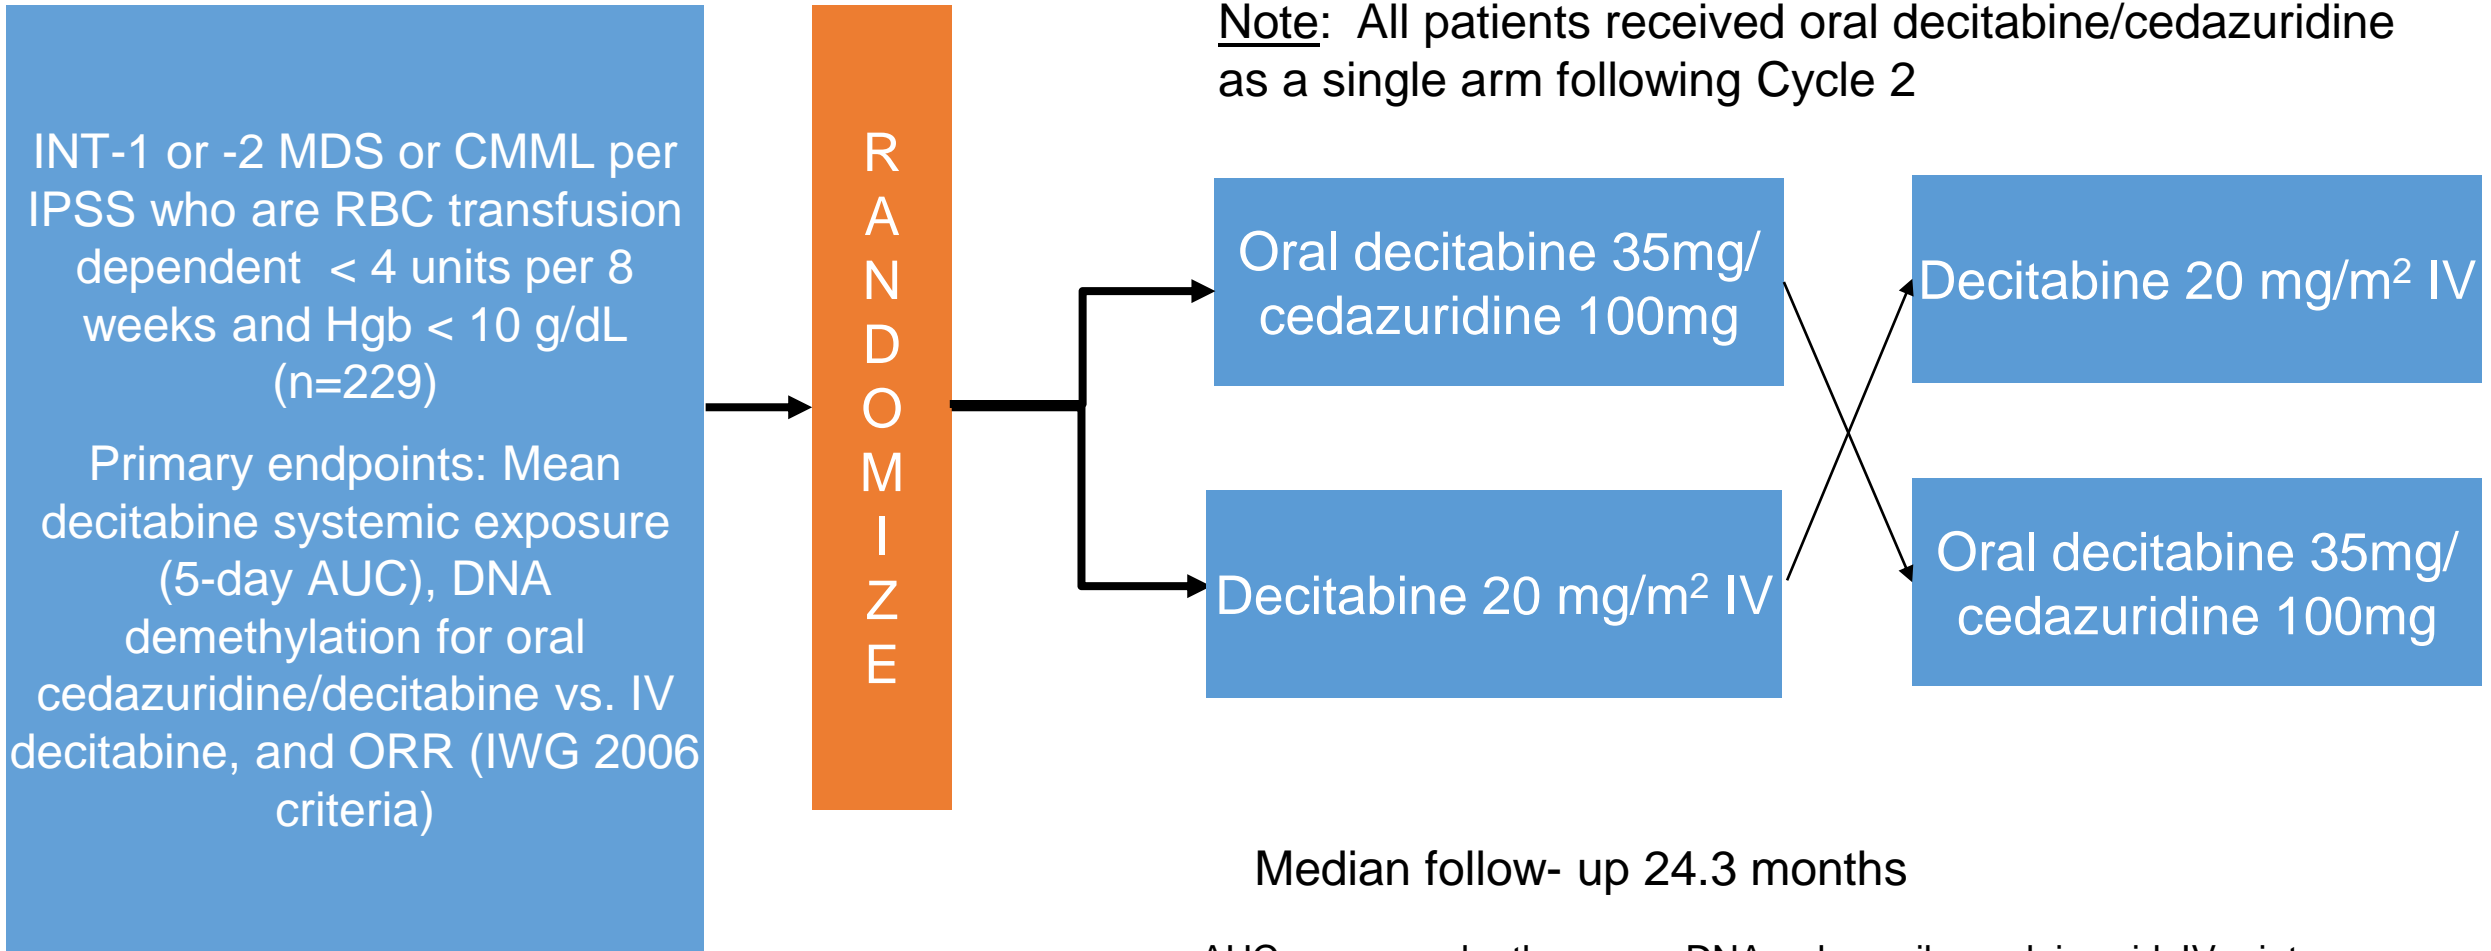 Note: All patients received oral decitabine/cedazuridine
as a single arm following Cycle 2
INT-1 or -2 MDS or CMML per
IPSS who are RBC transfusion
dependent < 4 units per 8
weeks and Hgb < 10 g/dL
(n=229)
Primary endpoints: Mean
decitabine systemic exposure
(5-day AUC), DNA
demethylation for oral
cedazuridine/decitabine vs. IV
decitabine, and ORR (IWG 2006
criteria)
R
A
N
D
O
M
I
Z
E
Oral decitabine 35mg/
cedazuridine 100mg
Decitabine 20 mg/m² IV
Decitabine 20 mg/m² IV
Oral decitabine 35mg/
cedazuridine 100mg
Median follow- up 24.3 months